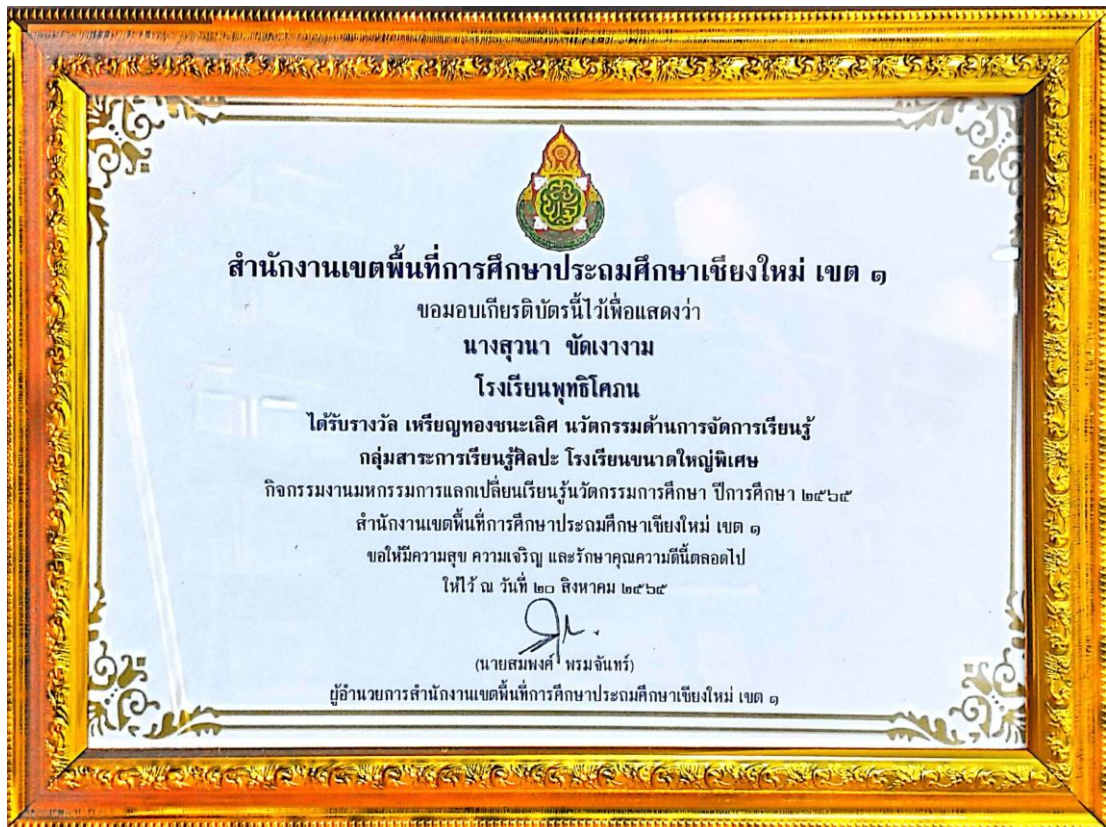 สำนักงานเขตพื้นที่การศึกษาประถมศึกษาเชียงใหม่ เขต ๑
ขอมอบเกียรติบัตรนี้ไว้เพื่อแสดงว่า
นางสุวนา ขัดเงางาม
โรงเรียนพุทธิโศภน
ได้รับรางวัล เหรียญทองชนะเลิศ นวัตกรรมด้านการจัดการเรียนรู้
กลุ่มสาระการเรียนรู้ศิลปะ โรงเรียนขนาดใหญ่พิเศษ
กิจกรรมงานมหกรรมการแลกเปลี่ยนเรียนรู้นวัตกรรมการศึกษา ปีการศึกษา ๒๕๖๕
สำนักงานเขตพื้นที่การศึกษาประถมศึกษาเชียงใหม่ เขต ๑
ขอให้มีความสุข ความเจริญ และรักษาคุณความดีนี้ตลอดไป
ให้ไว้ ณ วันที่ ๒๐ สิงหาคม ๒๕๖๕
(นายสมพงศ์ พรมจันทร์)
ผู้อำนวยการสำนักงานเขตพื้นที่การศึกษาประถมศึกษาเชียงใหม่ เขต ๑